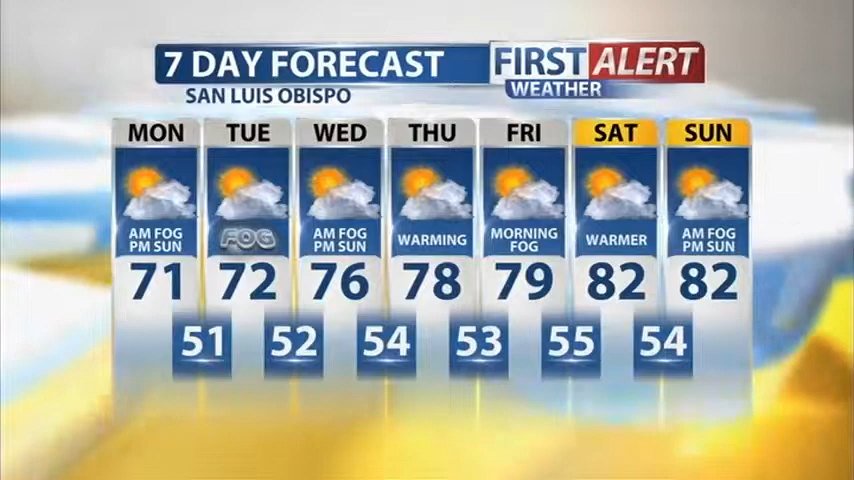 7 DAY FORECAST
FIRST ALERT
WEATHER
SAN LUIS OBISPO
MON TUE WED THU FRI SAT SUN
AM FOG
PM SUN
FOG
AM FOG
PM SUN
WARMING
MORNING
FOG
WARMER
AM FOG
PM SUN
71 72 76 78 79 82 82
51 52 54 53 55 54